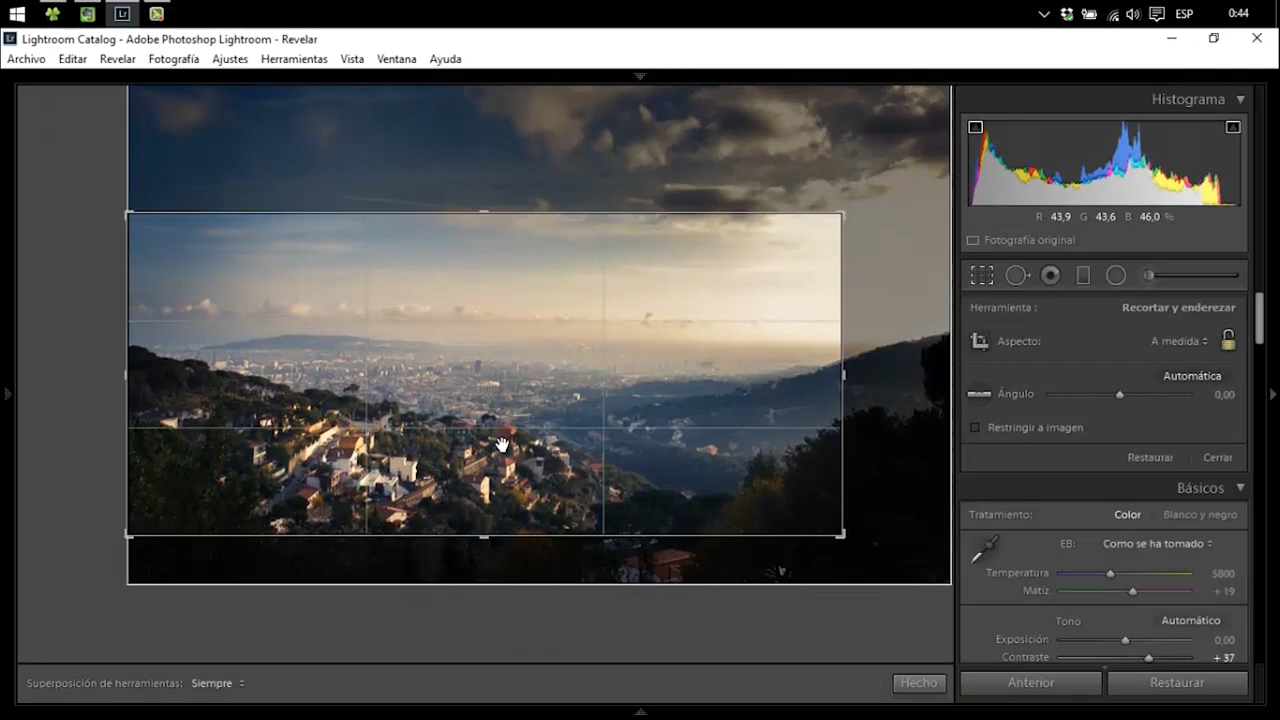 ESP
0:44
Lightroom Catalog - Adobe Photoshop Lightroom - Revelar
Archivo Editar Revelar Fotografía Ajustes Herramientas Vista Ventana Ayuda
Histograma
R 43,9 G 43,6 B 46,0 %
Fotografía original
Herramienta : Recortar y enderezar
Aspecto: A medida
Automática
Ángulo 0,00
Restringir a imagen
Restaurar Cerrar
Básicos
Tratamiento: Color Blanco y negro
EB: Como se ha tomado
Temperatura 5800
Matiz + 19
Tono Automático
Exposición 0,00
Contraste + 37
Superposición de herramientas: Siempre
Hecho
Anterior Restaurar